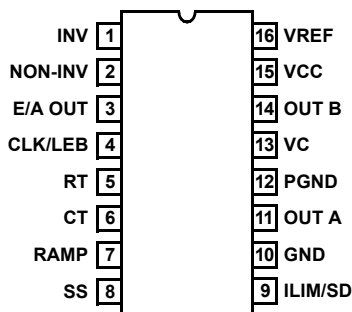 INV 1 16 VREF
NON-INV 2 15 VCC
E/A OUT 3 14 OUT B
CLK/LEB 4 13 VC
RT 5 12 PGND
CT 6 11 OUT A
RAMP 7 10 GND
SS 8 9 ILIM/SD